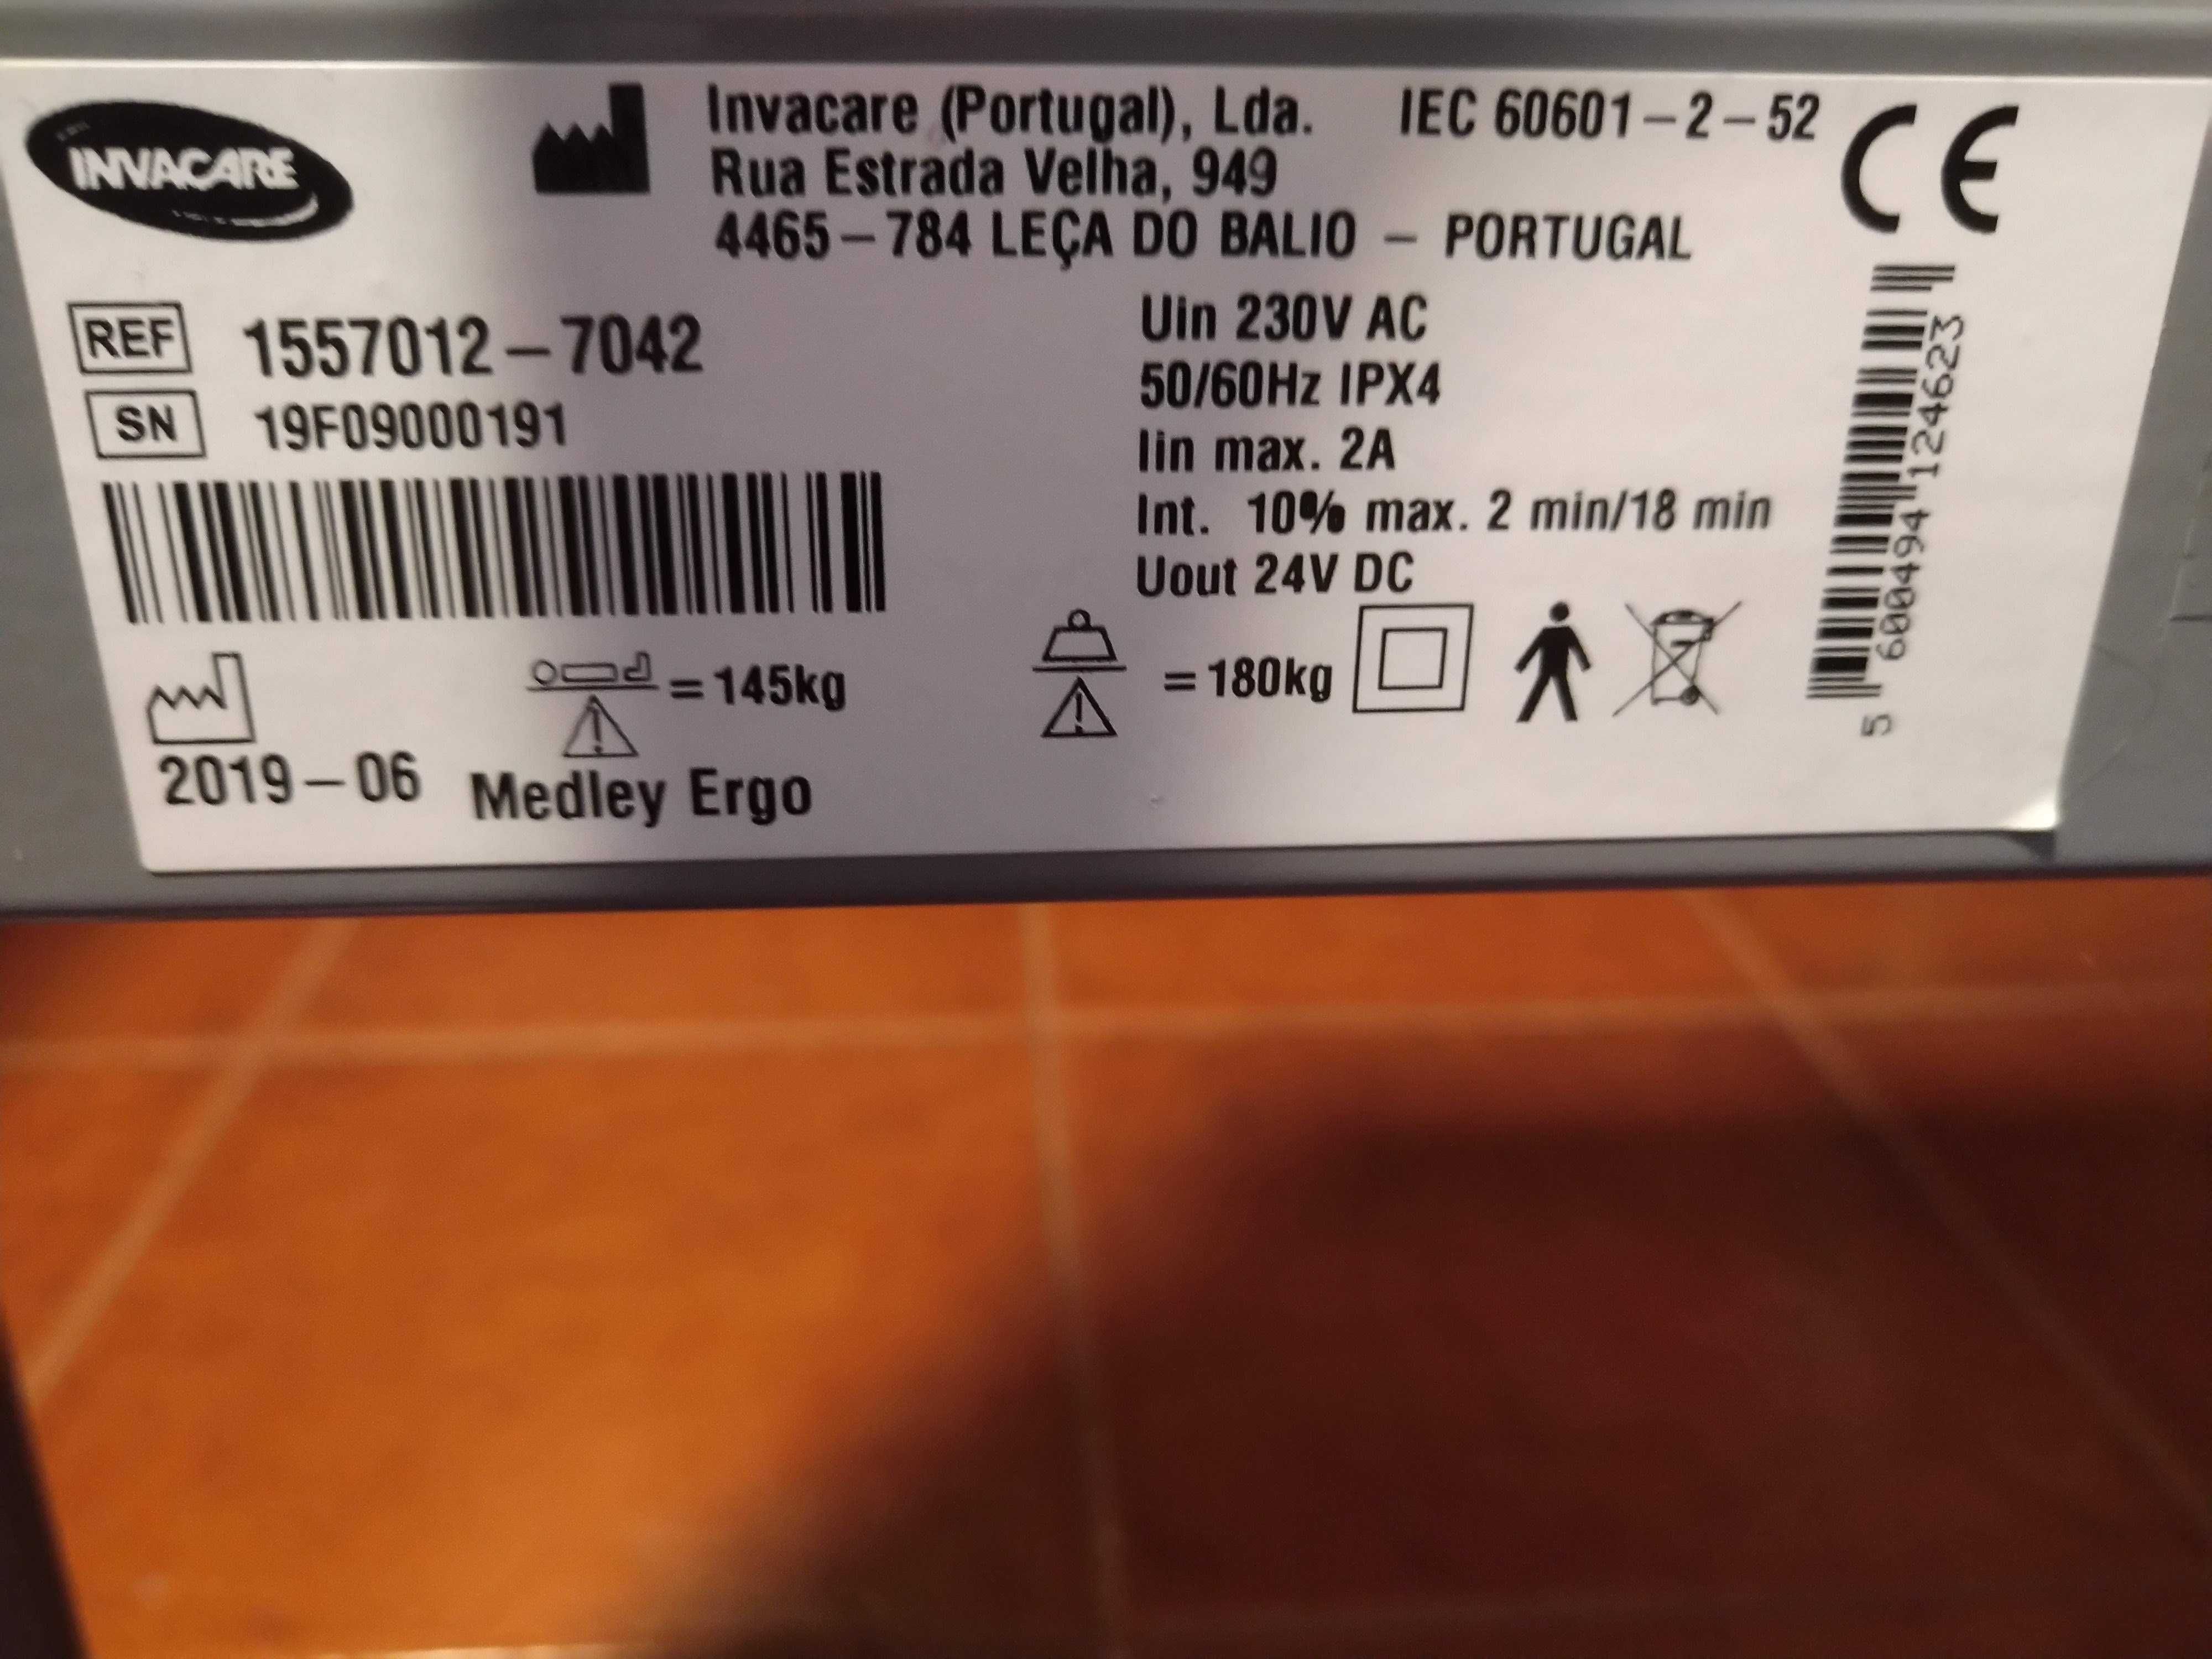 INVACARE
Invacare (Portugal), Lda.
IEC 60601-2-52
Rua Estrada Velha, 949
4465-784 LEÇA DO BALIO - PORTUGAL
CE
REF 1557012-7042
SN 19F09000191
Uin 230V AC
50/60Hz IPX4
Iin max. 2A
Int. 10% max. 2 min/18 min
Uout 24V DC
=145kg
=180kg
2019-06
Medley Ergo
5 600494 124623